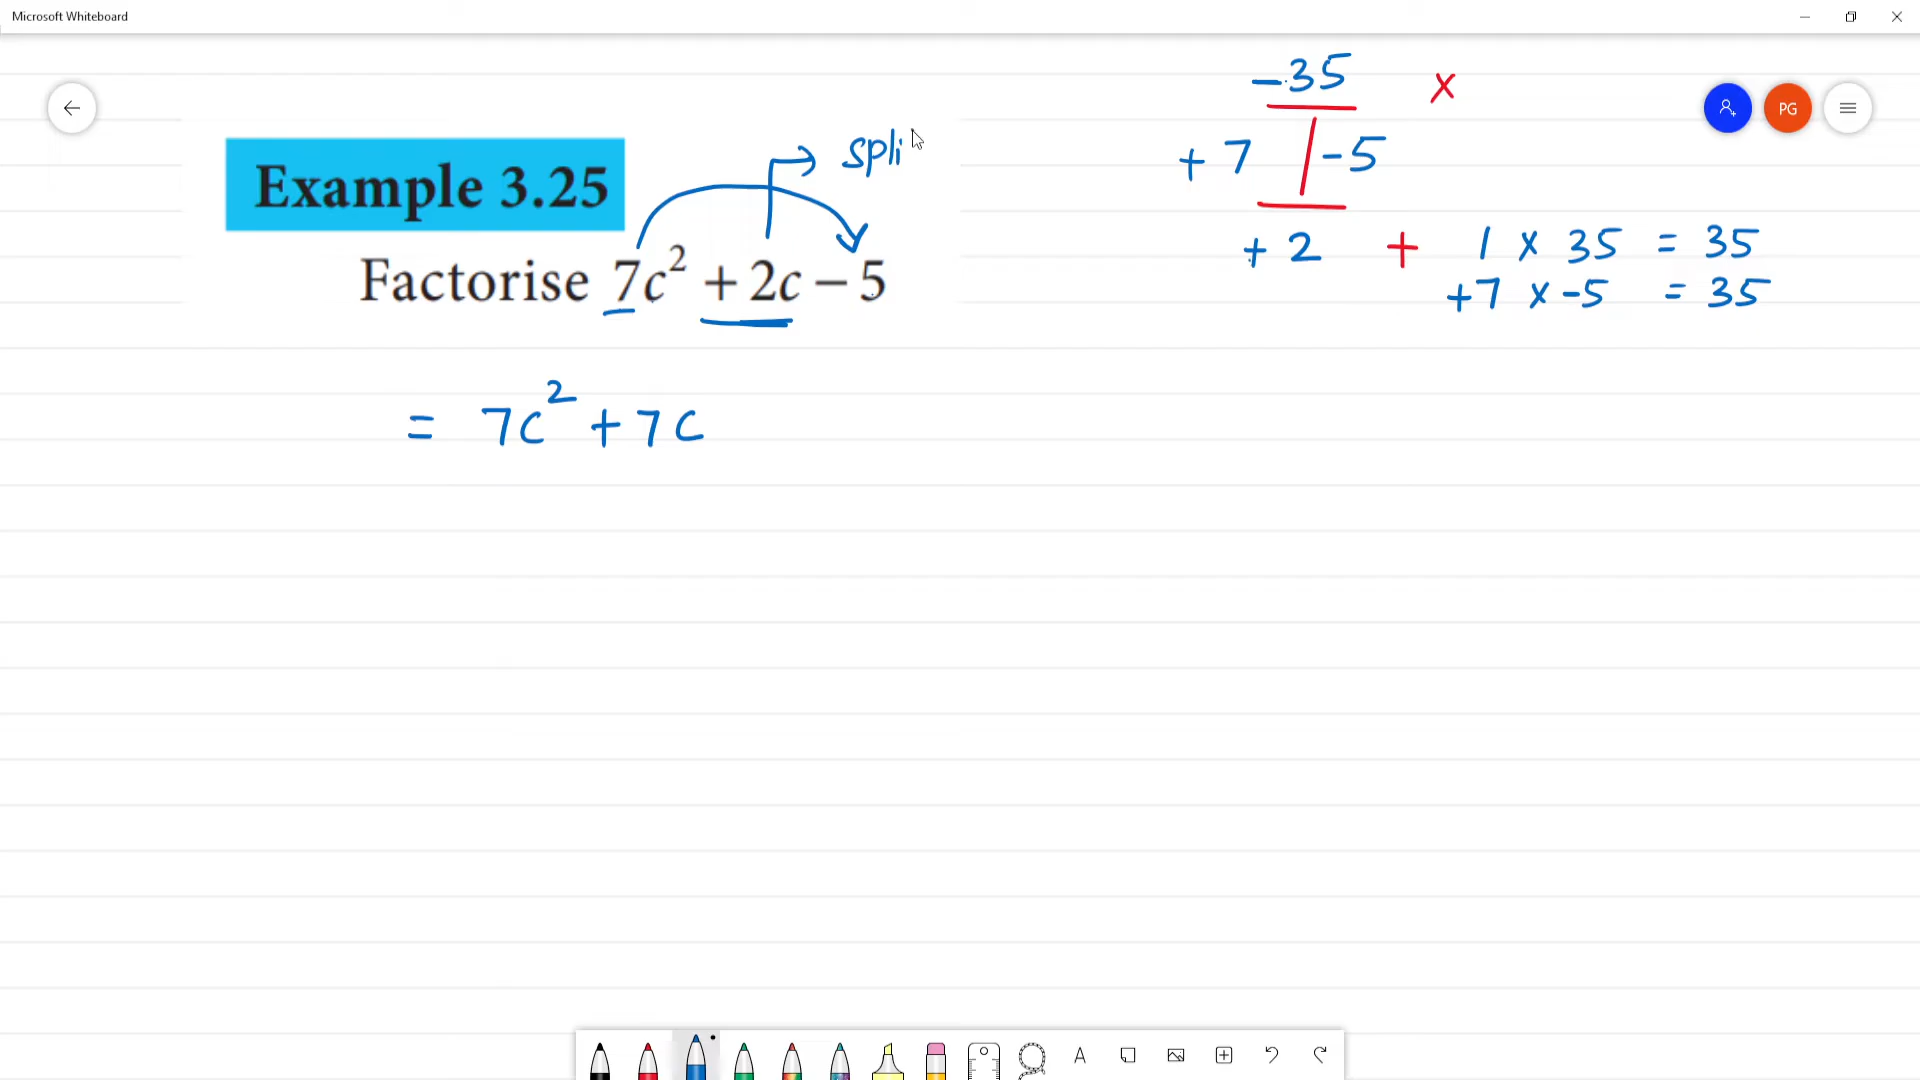 Microsoft Whiteboard
PG
Example 3.25
spli
Factorise 7c² + 2c − 5
= 7c² + 7c
−35 x
+7 −5
+2 + 1 x 35 = 35
+7 x −5 = 35
A